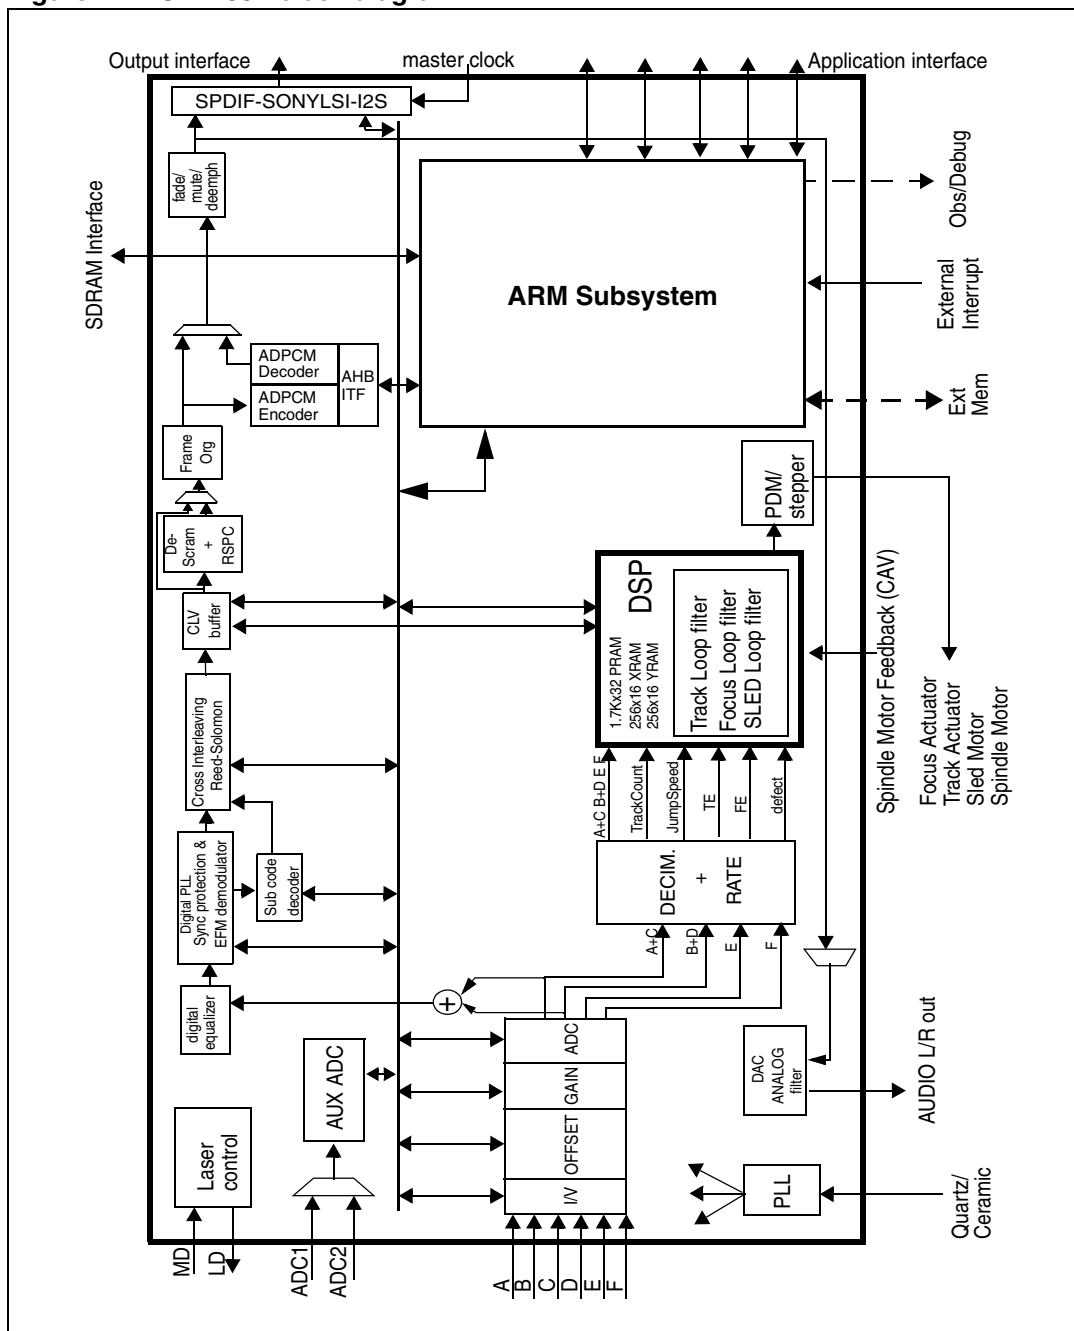 Output interface
master clock
Application interface
SPDIF-SONYLSI-I2S
fade/
mute/
deemph
SDRAM Interface
Obs/Debug
External
Interrupt
Ext
Mem
ARM Subsystem
ADPCM
Decoder
ADPCM
Encoder
AHB
ITF
Frame
Org
De-
Scram
+
RSPC
CLV
buffer
Cross Interleaving
Reed-Solomon
Digital PLL
Sync protection &
EFM demodulator
Sub code
decoder
digital
equalizer
PDM/
stepper
DSP
1.7Kx32 PRAM
256x16 XRAM
256x16 YRAM
Track Loop filter
Focus Loop filter
SLED Loop filter
Spindle Motor Feedback (CAV)
Focus Actuator
Track Actuator
Sled Motor
Spindle Motor
A+C B+D E F
TrackCount
JumpSpeed
TE
FE
defect
DECIM.
+
RATE
A+C
B+D
E
F
+
ADC
GAIN
OFFSET
I/V
AUX ADC
Laser
control
MD
LD
ADC1
ADC2
A
B
C
D
E
F
DAC
ANALOG
filter
AUDIO L/R out
PLL
Quartz/
Ceramic